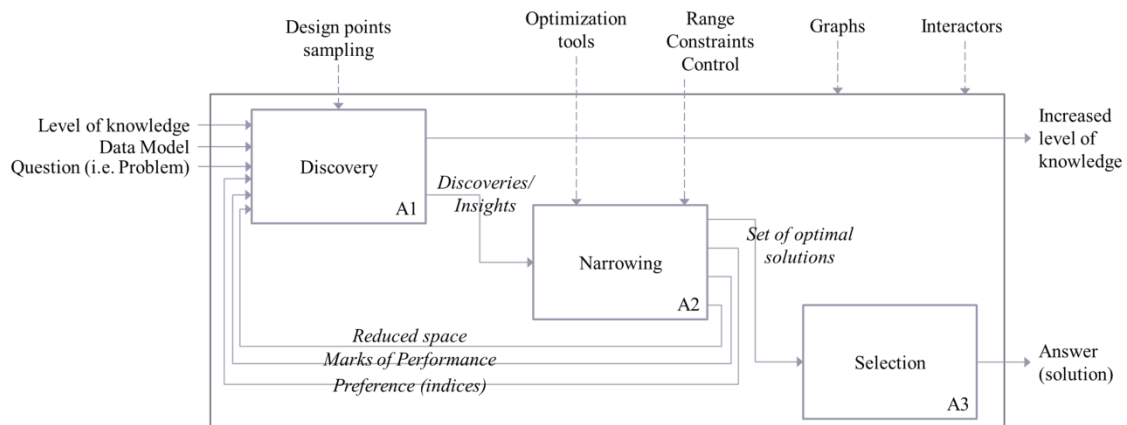 Design points
sampling
Optimization
tools
Range
Constraints
Control
Graphs
Interactors
Level of knowledge
Data Model
Question (i.e. Problem)
Discovery
A1
Increased
level of
knowledge
Discoveries/
Insights
Narrowing
A2
Set of optimal
solutions
Reduced space
Marks of Performance
Preference (indices)
Selection
A3
Answer
(solution)